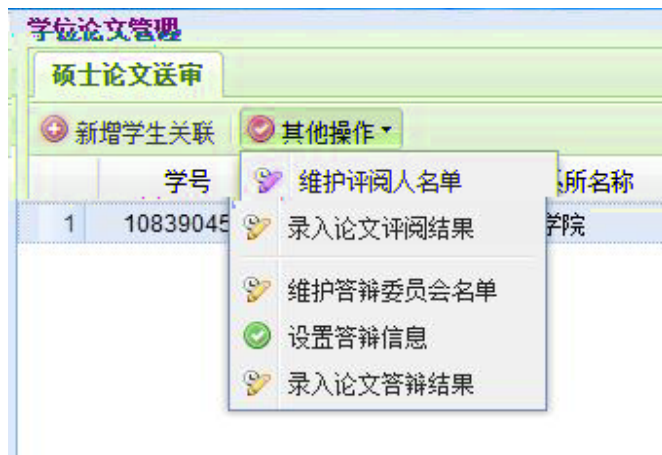 学位论文管理
硕士论文送审
新增学生关联 其他操作
学号 所名称
1 10839045 学院
维护评阅人名单
录入论文评阅结果
维护答辩委员会名单
设置答辩信息
录入论文答辩结果